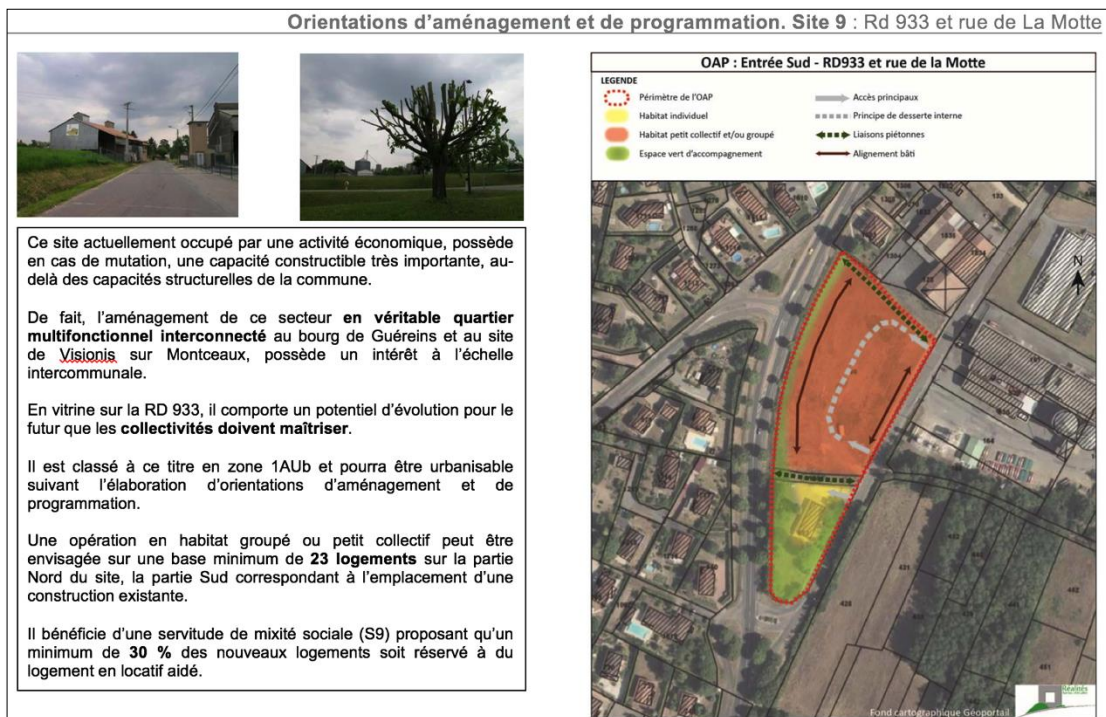 Orientations d’aménagement et de programmation. Site 9 : Rd 933 et rue de La Motte
Ce site actuellement occupé par une activité économique, possède
en cas de mutation, une capacité constructible très importante, au-
delà des capacités structurelles de la commune.
De fait, l’aménagement de ce secteur en véritable quartier
multifonctionnel interconnecté au bourg de Guéreins et au site
de Visionis sur Montceaux, possède un intérêt à l’échelle
intercommunale.
En vitrine sur la RD 933, il comporte un potentiel d’évolution pour le
futur que les collectivités doivent maîtriser.
Il est classé à ce titre en zone 1AUb et pourra être urbanisable
suivant l’élaboration d’orientations d’aménagement et de
programmation.
Une opération en habitat groupé ou petit collectif peut être
envisagée sur une base minimum de 23 logements sur la partie
Nord du site, la partie Sud correspondant à l’emplacement d’une
construction existante.
Il bénéficie d’une servitude de mixité sociale (S9) proposant qu’un
minimum de 30 % des nouveaux logements soit réservé à du
logement en locatif aidé.
OAP : Entrée Sud - RD933 et rue de la Motte
LEGENDE
Périmètre de l'OAP
Habitat individuel
Habitat petit collectif et/ou groupé
Espace vert d'accompagnement
Accès principaux
Principe de desserte interne
Liaisons piétonnes
Alignement bâti
N
Réalités
Fond cartographique Géoportail